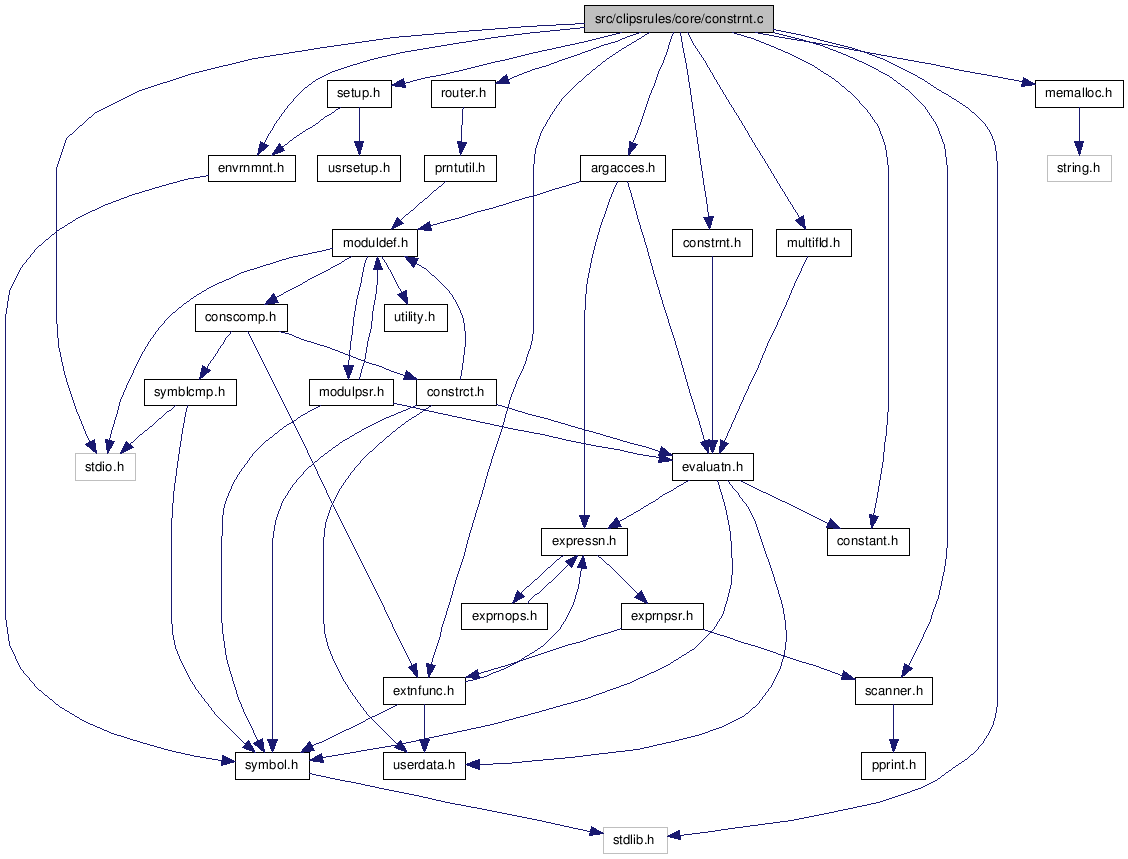 src/clipsrules/core/constrnt.c
setup.h
router.h
memalloc.h
envrnmnt.h
usrsetup.h
prntutil.h
argacces.h
string.h
moduldef.h
constrnt.h
multifld.h
conscomp.h
utility.h
symblcmp.h
modulpsr.h
constrct.h
stdio.h
evaluatn.h
expressn.h
constant.h
exprnops.h
exprnpsr.h
extnfunc.h
scanner.h
symbol.h
userdata.h
pprint.h
stdlib.h